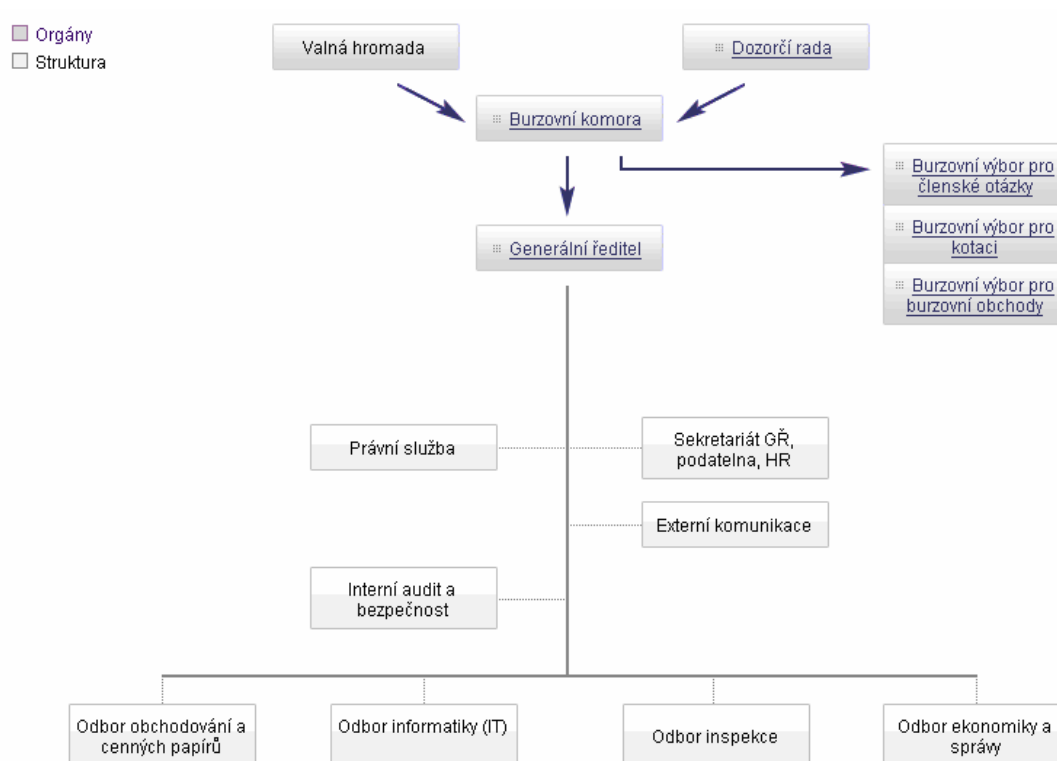 Orgány
Struktura
Valná hromada
Dozorčí rada
Burzovní komora
Burzovní výbor pro
členské otázky
Burzovní výbor pro
kotaci
Burzovní výbor pro
burzovní obchody
Generální ředitel
Právní služba
Sekretariát GŘ,
podatelna, HR
Externí komunikace
Interní audit a
bezpečnost
Odbor obchodování a
cenných papírů
Odbor informatiky (IT)
Odbor inspekce
Odbor ekonomiky a
správy